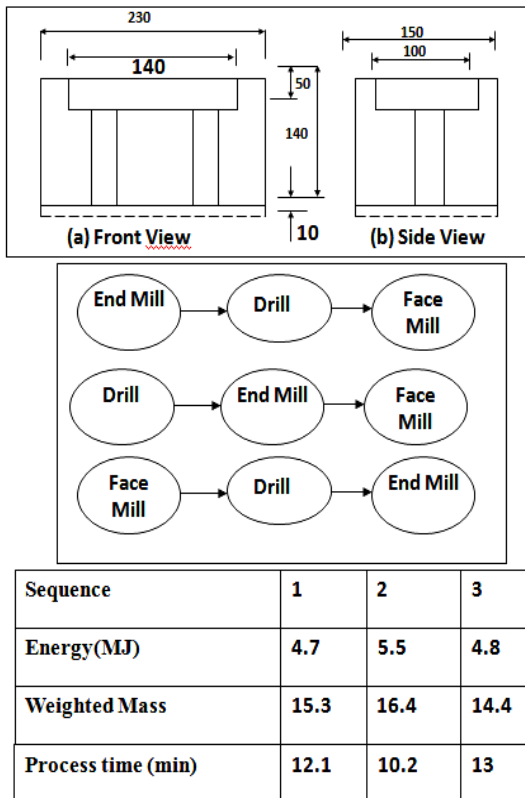 230
150
140
100
50
140
10
(a) Front View
(b) Side View
End Mill
Drill
Face
Mill
Drill
End Mill
Face
Mill
Face
Mill
Drill
End Mill
Sequence 1 2 3
Energy(MJ) 4.7 5.5 4.8
Weighted Mass 15.3 16.4 14.4
Process time (min) 12.1 10.2 13